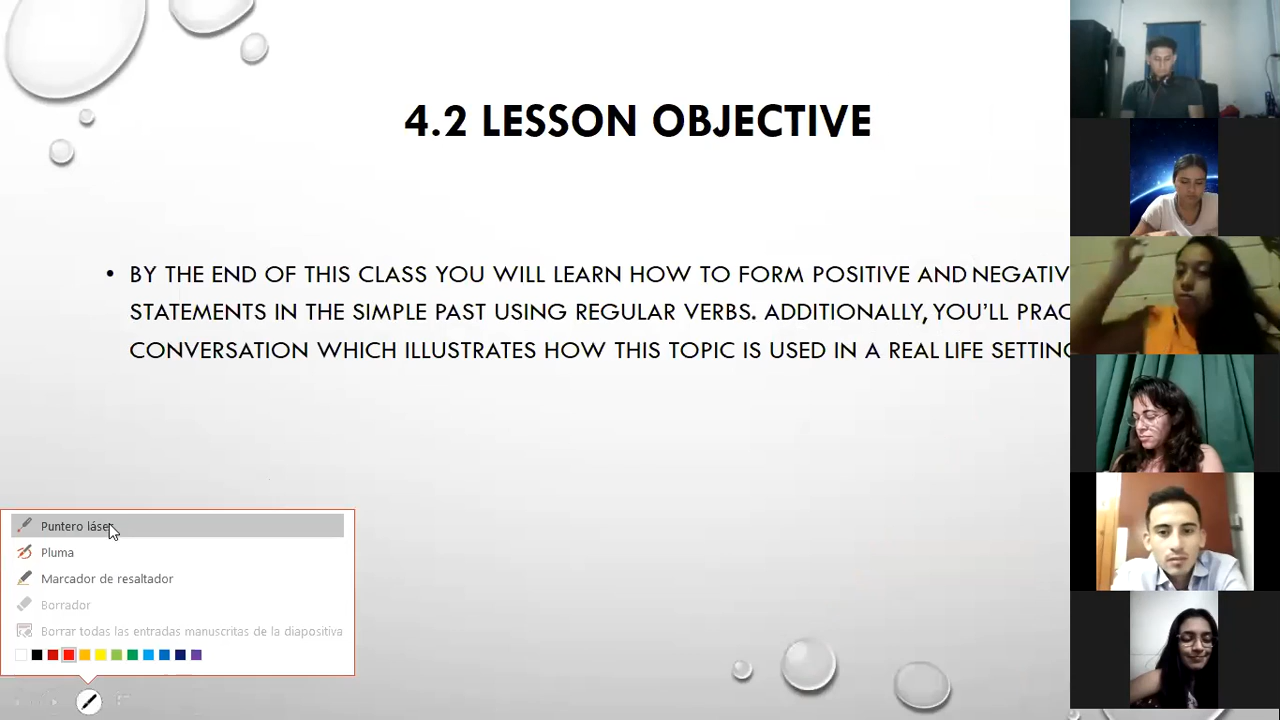 4.2 LESSON OBJECTIVE
• BY THE END OF THIS CLASS YOU WILL LEARN HOW TO FORM POSITIVE AND NEGATIV
STATEMENTS IN THE SIMPLE PAST USING REGULAR VERBS. ADDITIONALLY, YOU'LL PRAC
CONVERSATION WHICH ILLUSTRATES HOW THIS TOPIC IS USED IN A REAL LIFE SETTING
Puntero láser
Pluma
Marcador de resaltador
Borrador
Borrar todas las entradas manuscritas de la diapositiva